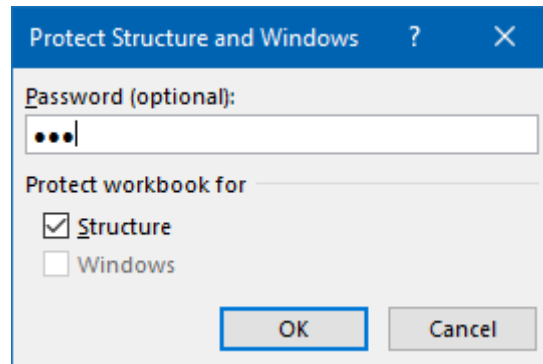 Protect Structure and Windows ? ×
Password (optional):
•••
Protect workbook for
Structure
Windows
OK Cancel